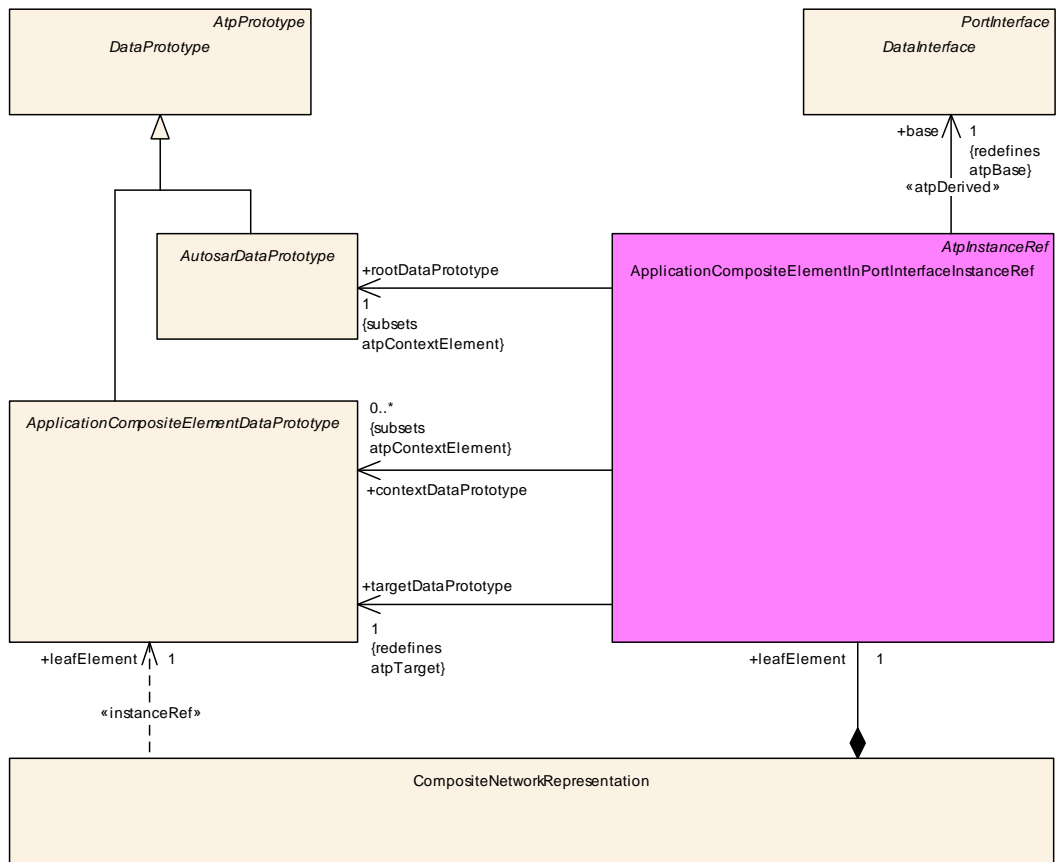 AtpPrototype
DataPrototype
PortInterface
DataInterface
+base
1
{redefines
atpBase}
«atpDerived»
AutosarDataPrototype
+rootDataPrototype
1
{subsets
atpContextElement}
AtpInstanceRef
ApplicationCompositeElementInPortInterfaceInstanceRef
ApplicationCompositeElementDataPrototype
0..*
{subsets
atpContextElement}
+contextDataPrototype
+targetDataPrototype
1
{redefines
atpTarget}
+leafElement
1
«instanceRef»
+leafElement
1
CompositeNetworkRepresentation